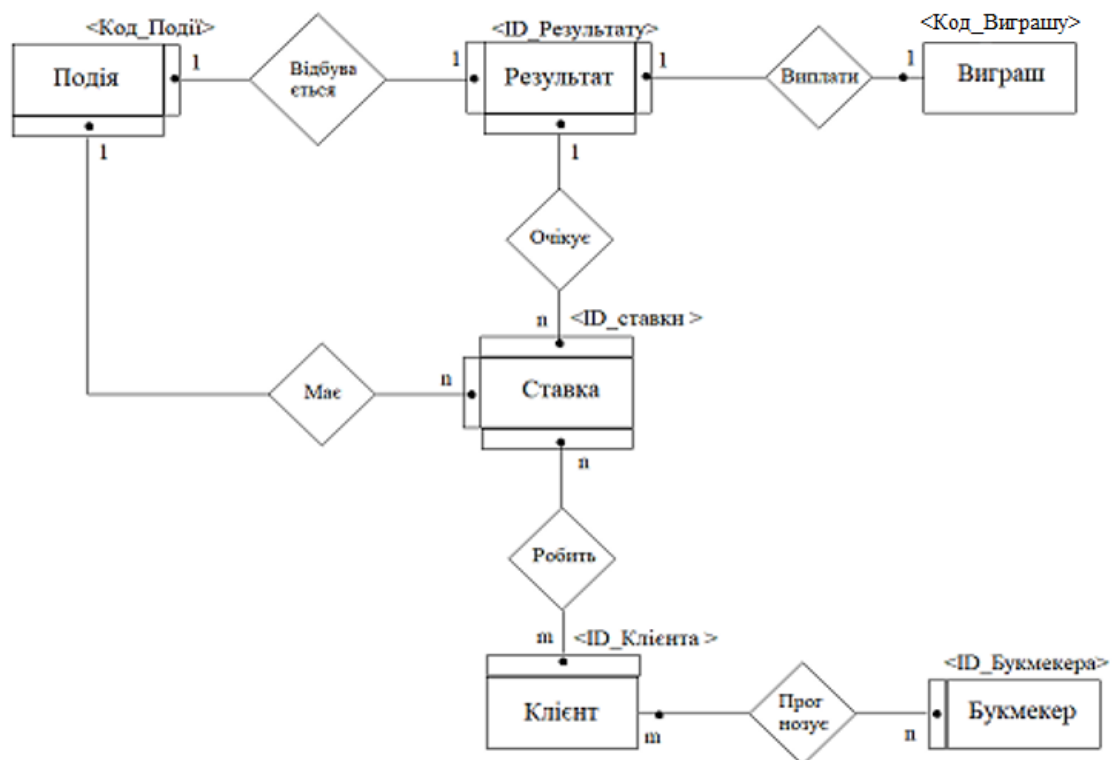 <Код_Події>
<ID_Результату>
<Код_Виграшу>
Подія
1
Відбува
ється
1
Результат
1
Виплати
1
Виграш
1
1
Очікує
n
<ID_ставки >
Має
n
Ставка
n
Робить
m
<ID_Клієнта >
<ID_Букмекера>
Клієнт
m
Прог
нозує
n
Букмекер